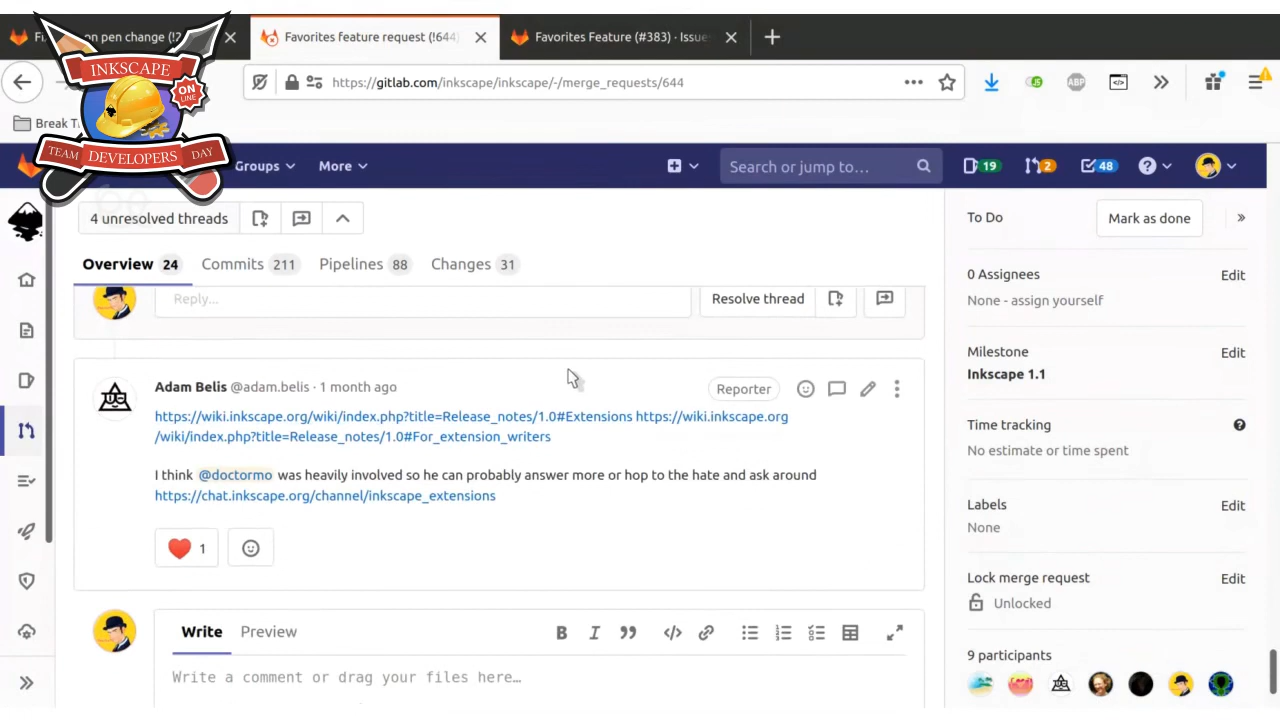 on pen change (!2
Favorites feature request (!644)
Favorites Feature (#383) · Issue
INKSCAPE
ON
LINE
TEAM DEVELOPERS DAY
https://gitlab.com/inkscape/inkscape/-/merge_requests/644
JS
ABP
Break T
Groups
More
Search or jump to…
19
2
48
4 unresolved threads
To Do
Mark as done
Overview 24
Commits 211
Pipelines 88
Changes 31
0 Assignees
Edit
None - assign yourself
Reply…
Resolve thread
Milestone
Edit
Inkscape 1.1
Adam Belis @adam.belis · 1 month ago
Reporter
https://wiki.inkscape.org/wiki/index.php?title=Release_notes/1.0#Extensions https://wiki.inkscape.org
/wiki/index.php?title=Release_notes/1.0#For_extension_writers
Time tracking
No estimate or time spent
I think @doctormo was heavily involved so he can probably answer more or hop to the hate and ask around
https://chat.inkscape.org/channel/inkscape_extensions
Labels
Edit
None
1
Lock merge request
Edit
Unlocked
Write
Preview
9 participants
Write a comment or drag your files here…